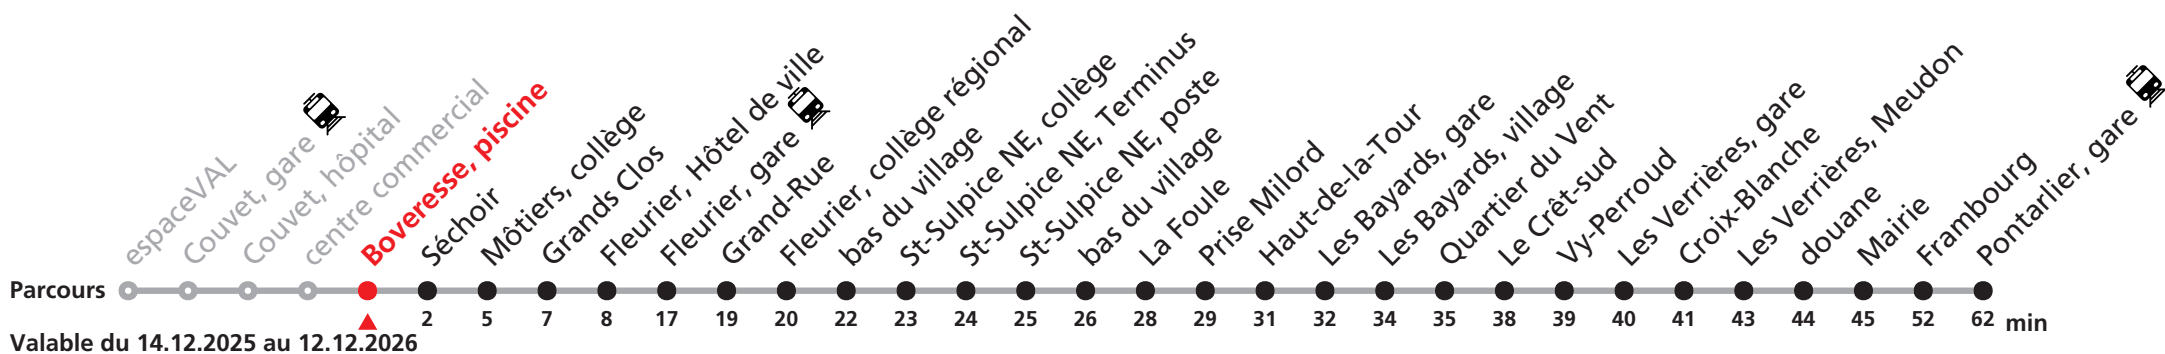 espaceVAL
Couvet, gare
Couvet, hôpital
centre commercial
Boveresse, piscine
Séchoir
Môtiers, collège
Grands Clos
Fleurier, Hôtel de ville
Fleurier, gare
Grand-Rue
Fleurier, collège régional
bas du village
St-Sulpice NE, collège
St-Sulpice NE, Terminus
St-Sulpice NE, poste
bas du village
La Foule
Prise Milord
Haut-de-la-Tour
Les Bayards, gare
Les Bayards, village
Quartier du Vent
Le Crêt-sud
Vy-Perroud
Les Verrières, gare
Croix-Blanche
Les Verrières, Meudon
douane
Mairie
Frambourg
Pontarlier, gare
Parcours
2 5 7 8 17 19 20 22 23 24 25 26 28 29 31 32 34 35 38 39 40 41 43 44 45 52 62 min
Valable du 14.12.2025 au 12.12.2026